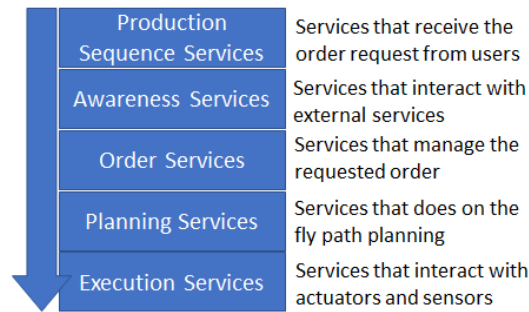 Production
Sequence Services
Services that receive the
order request from users
Awareness Services
Services that interact with
external services
Order Services
Services that manage the
requested order
Planning Services
Services that does on the
fly path planning
Execution Services
Services that interact with
actuators and sensors